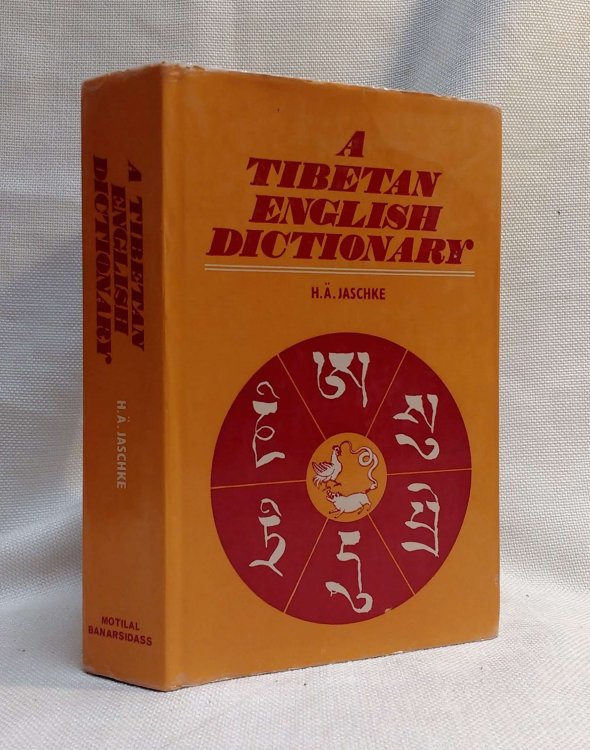 A TIBETAN
ENGLISH
DICTIONARY
H. Ä. JASCHKE
MOTILAL
BANARSIDASS
A
TIBETAN
ENGLISH
DICTIONARY
H. Ä. JASCHKE
ཨ
དུ